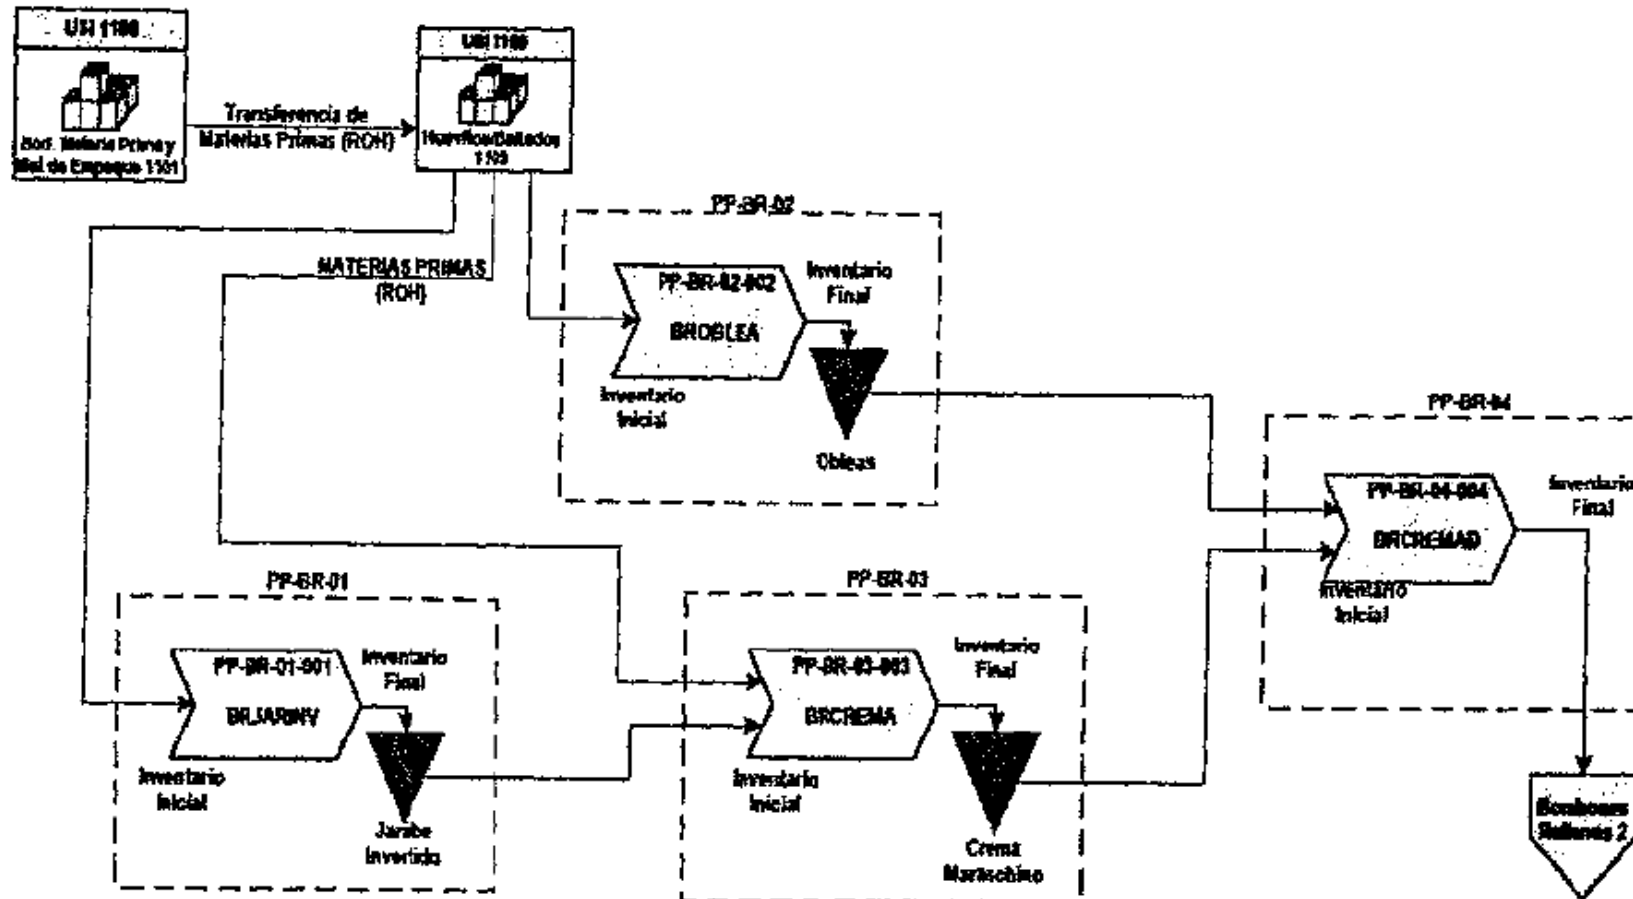 UBI 1100
Bod. Materia Prima y
Mat de Empaque 1101
Transferencia de
Materias Primas (ROH)
UBI 1100
1103
MATERIAS PRIMAS
(ROH)
PP-BR-02
PP-BR-02-002
BROBLEA
Inventario
Final
Inventario
Inicial
Obleas
PP-BR-04
PP-BR-04-004
BRCREMAD
Inventario
Final
Inventario
Inicial
PP-BR-01
PP-BR-01-001
BRJARINV
Inventario
Final
Inventario
Inicial
Jarabe
Invertido
PP-BR-03
PP-BR-03-003
BRCREMA
Inventario
Final
Inventario
Inicial
Crema
Maraschino
Bombones
Rellenos 2